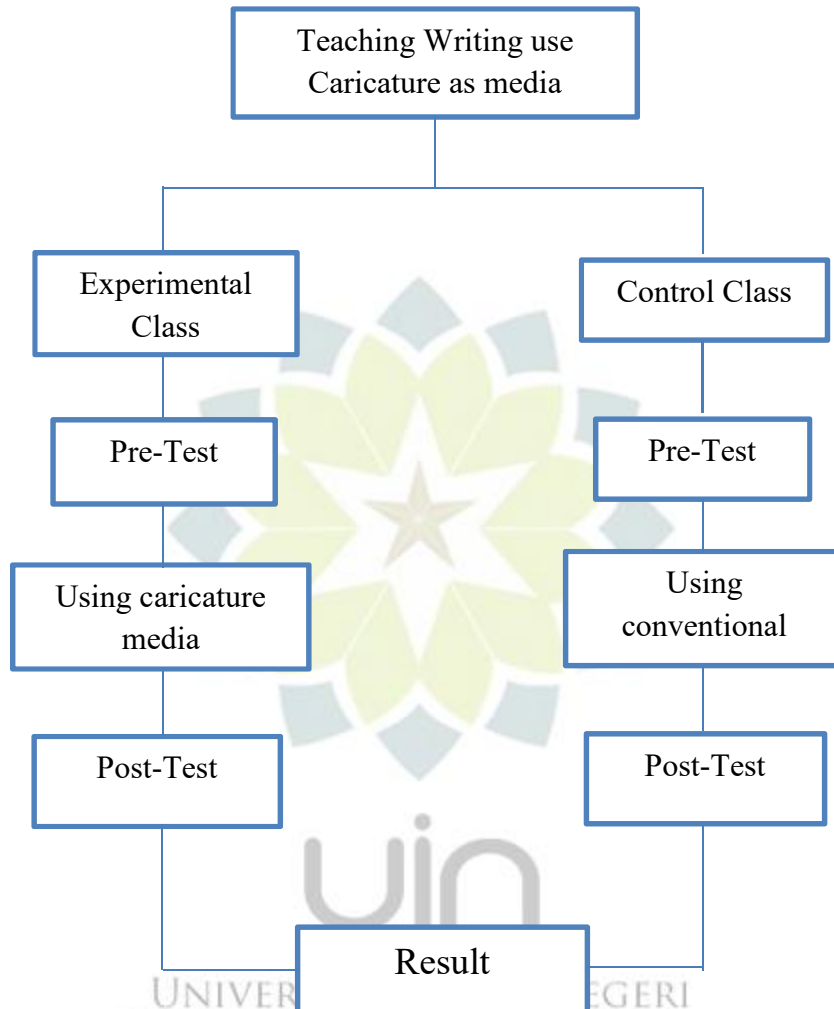 Teaching Writing use
Caricature as media
Experimental
Class
Control Class
Pre-Test
Pre-Test
Using caricature
media
Using
conventional
Post-Test
Post-Test
uin
Result
UNIVER
EGERI